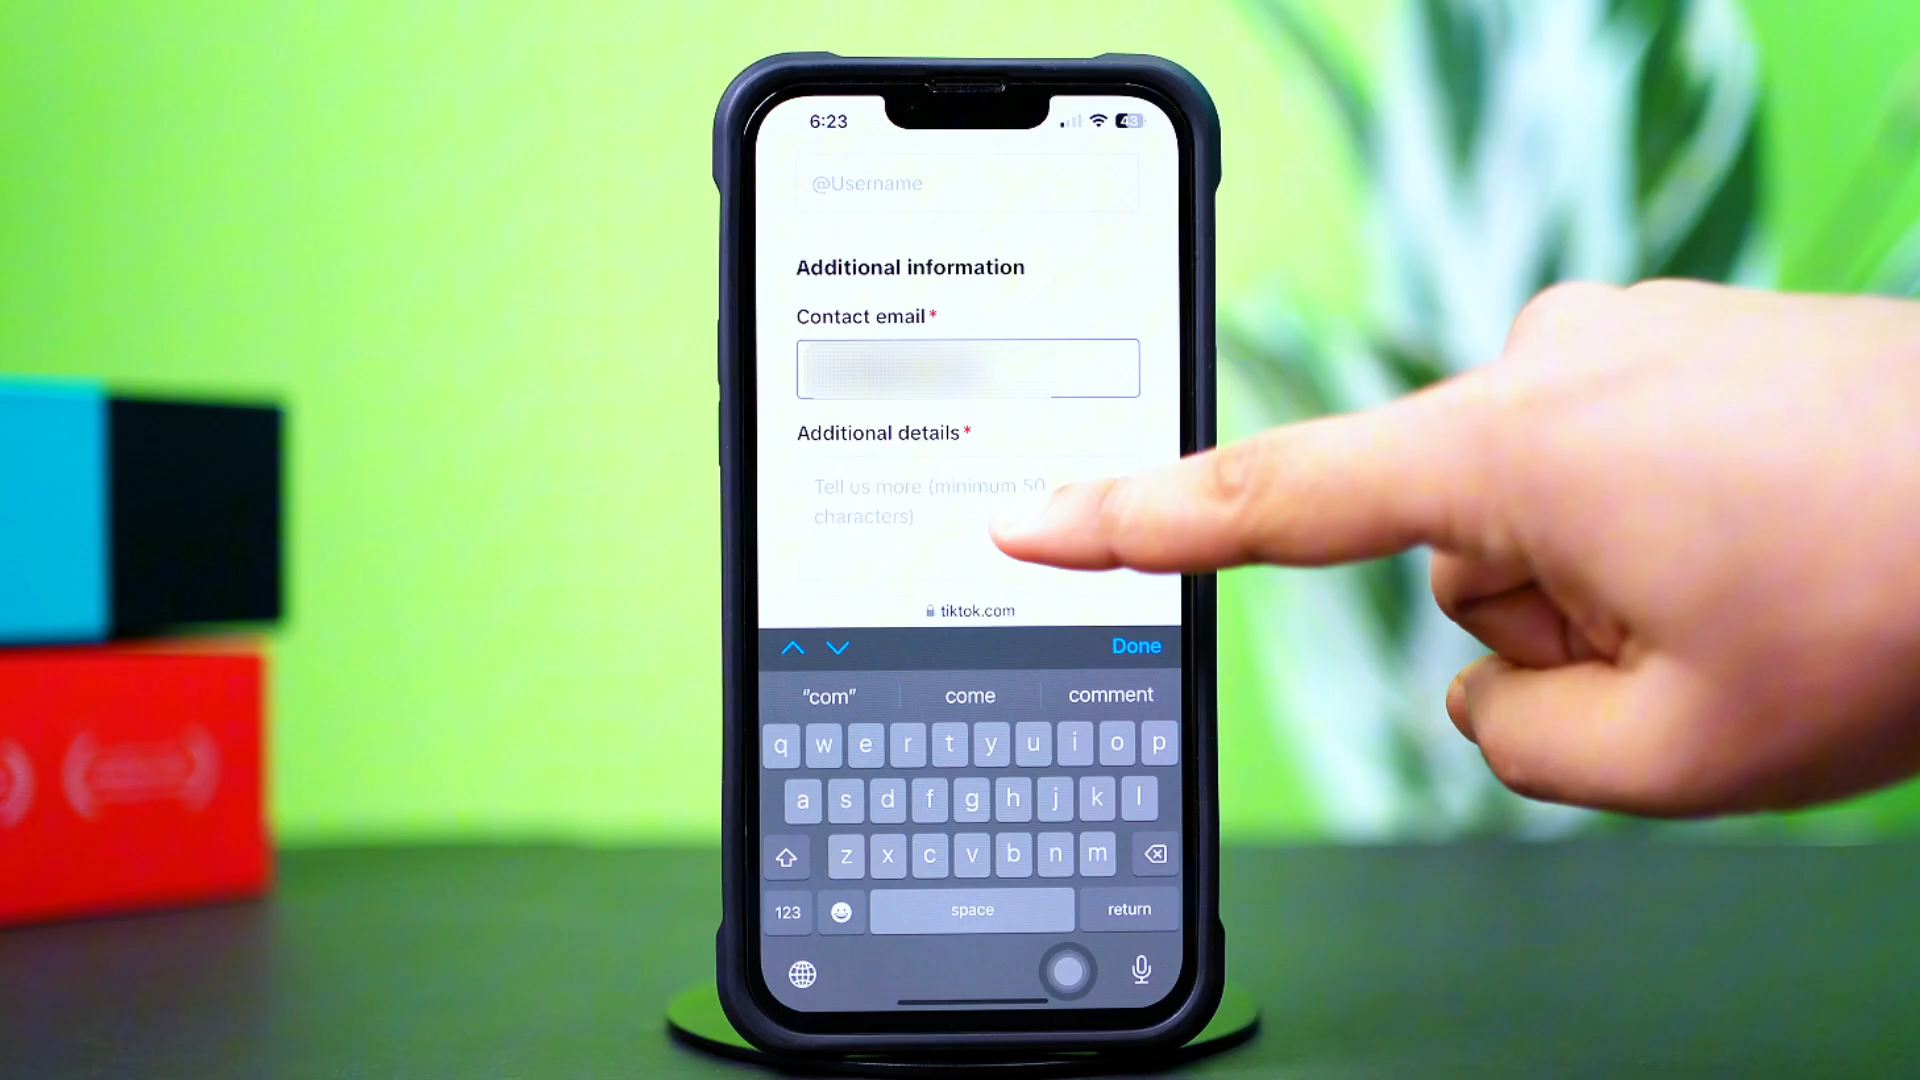 6:23
43
@Username
Additional information
Contact email *
Additional details *
Tell us more (minimum 50
characters)
tiktok.com
Done
"com" come comment
q w e r t y u i o p
a s d f g h j k l
z x c v b n m
123 space return